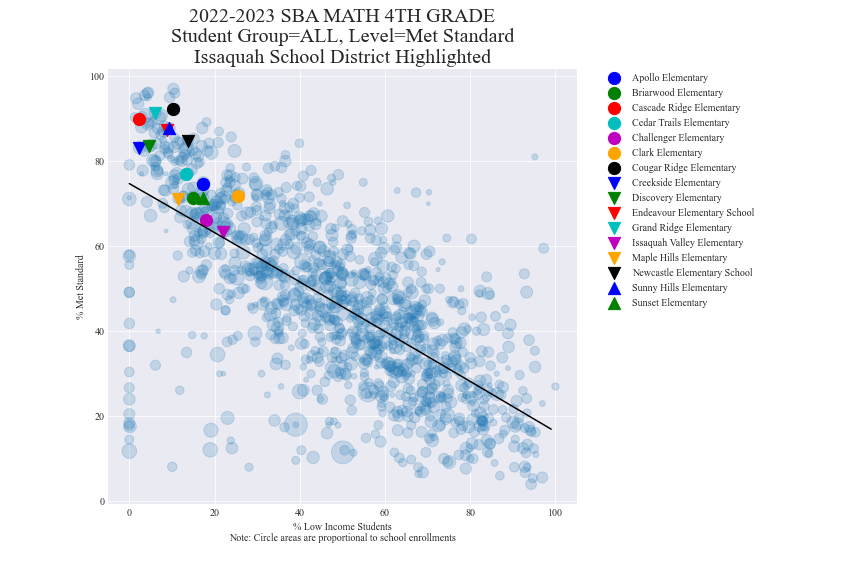 2022-2023 SBA MATH 4TH GRADE
Student Group=ALL, Level=Met Standard
Issaquah School District Highlighted
100
80
60
40
20
0
% Met Standard
0 20 40 60 80 100
% Low Income Students
Note: Circle areas are proportional to school enrollments
Apollo Elementary
Briarwood Elementary
Cascade Ridge Elementary
Cedar Trails Elementary
Challenger Elementary
Clark Elementary
Cougar Ridge Elementary
Creekside Elementary
Discovery Elementary
Endeavour Elementary School
Grand Ridge Elementary
Issaquah Valley Elementary
Maple Hills Elementary
Newcastle Elementary School
Sunny Hills Elementary
Sunset Elementary